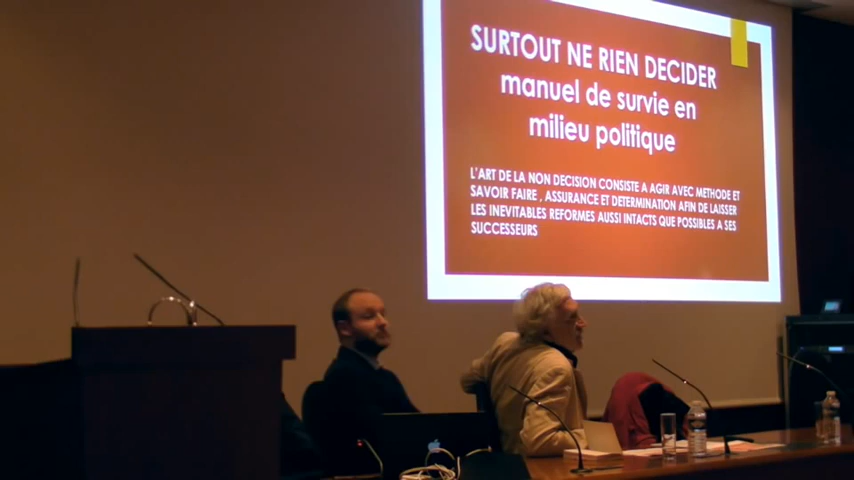 SURTOUT NE RIEN DECIDER
manuel de survie en
milieu politique
L'ART DE LA NON DECISION CONSISTE A AGIR AVEC METHODE ET
SAVOIR FAIRE , ASSURANCE ET DETERMINATION AFIN DE LAISSER
LES INEVITABLES REFORMES AUSSI INTACTS QUE POSSIBLES A SES
SUCCESSEURS